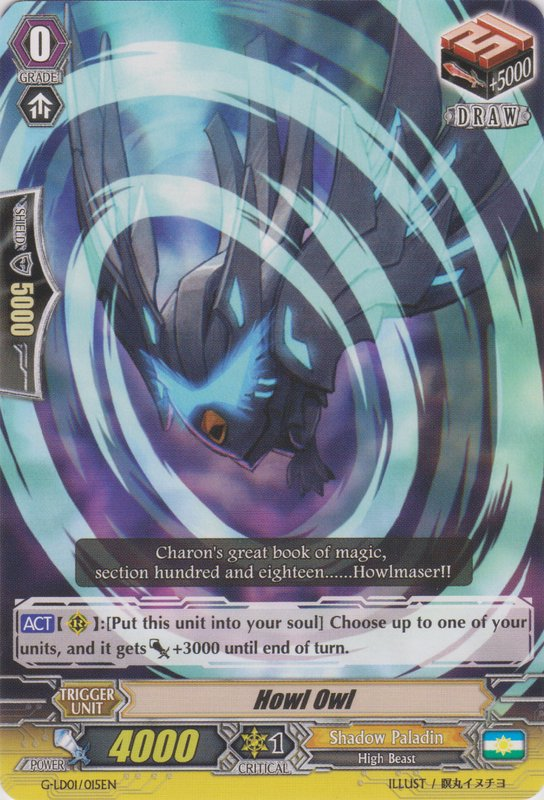 0
GRADE
+5000
DRAW
SHIELD
5000
Charon's great book of magic,
section hundred and eighteen......Howlmaser!!
ACT【 】:[Put this unit into your soul] Choose up to one of your
units, and it gets +3000 until end of turn.
TRIGGER
UNIT
Howl Owl
POWER
4000
1
CRITICAL
Shadow Paladin
High Beast
G-LD01/015EN
ILLUST / 瞑丸イヌチヨ